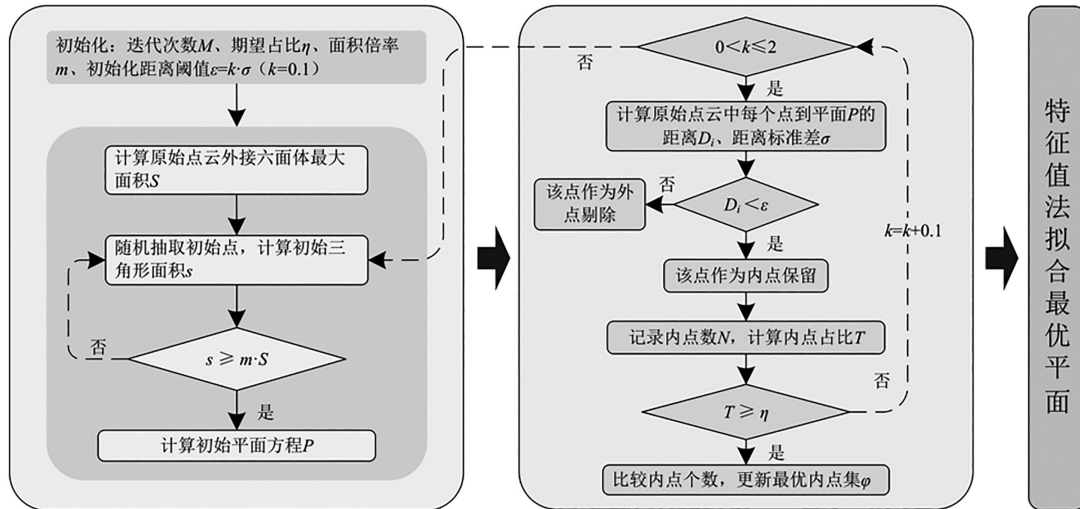 初始化：迭代次数M、期望占比η、面积倍率
m、初始化距离阈值ε=k·σ（k=0.1）
计算原始点云外接六面体最大
面积S
随机抽取初始点，计算初始三
角形面积s
否
s ≥ m·S
是
计算初始平面方程P
0＜k≤2
否
是
计算原始点云中每个点到平面P的
距离Di、距离标准差σ
该点作为外
点剔除
否
Di＜ε
k=k+0.1
是
该点作为内点保留
记录内点数N，计算内点占比T
否
T ≥ η
是
比较内点个数，更新最优内点集φ
特征值法拟合最优平面